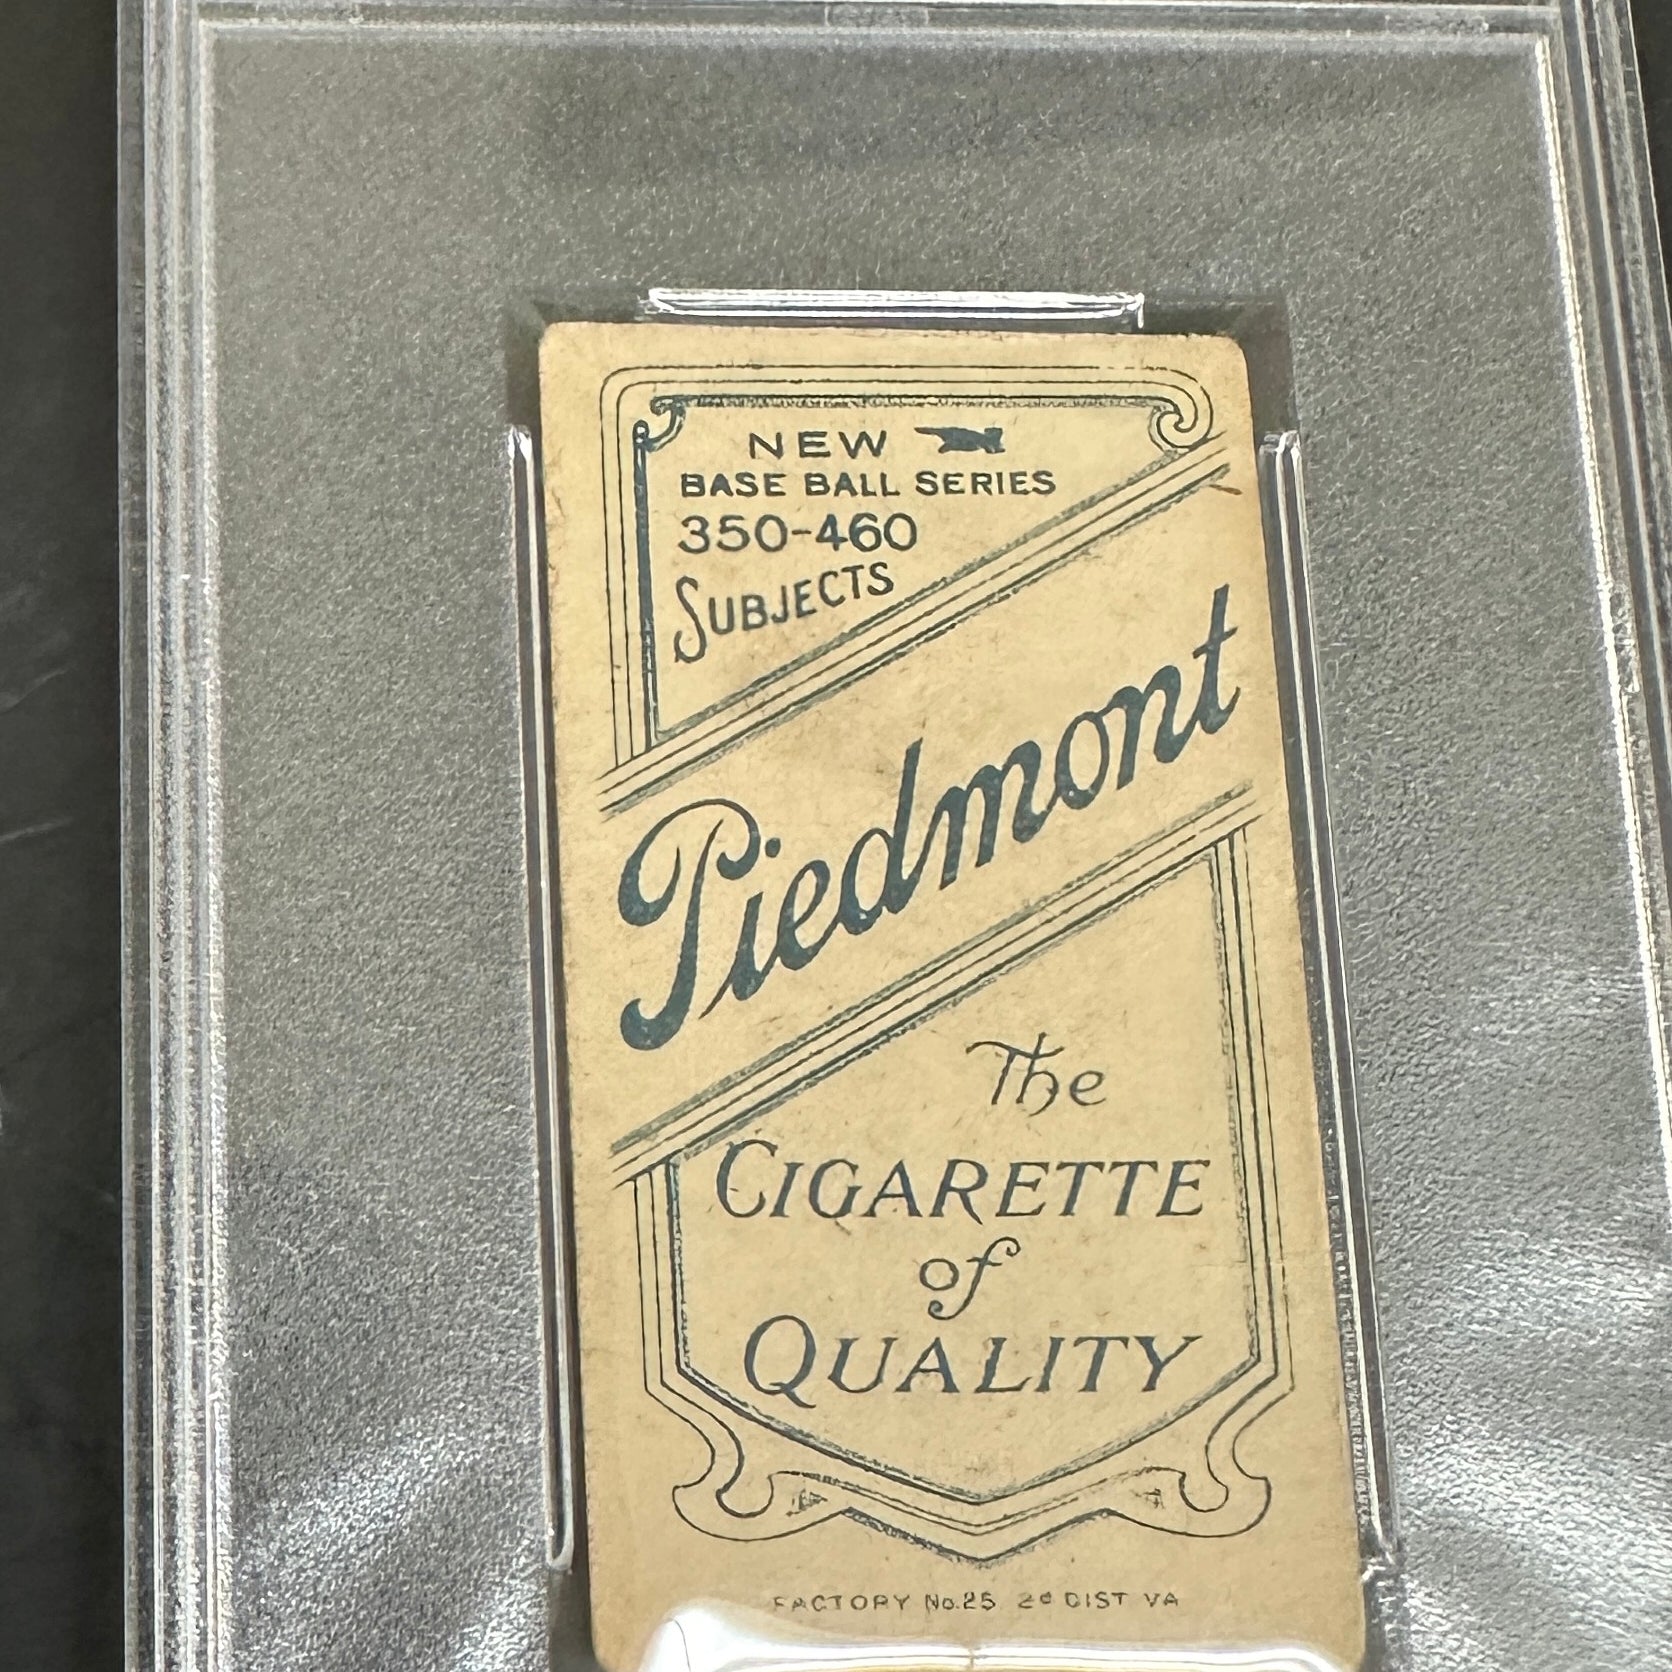 NEW
BASE BALL SERIES
350-460
SUBJECTS
Piedmont
The
CIGARETTE
of
QUALITY
FACTORY No.25 2d DIST VA